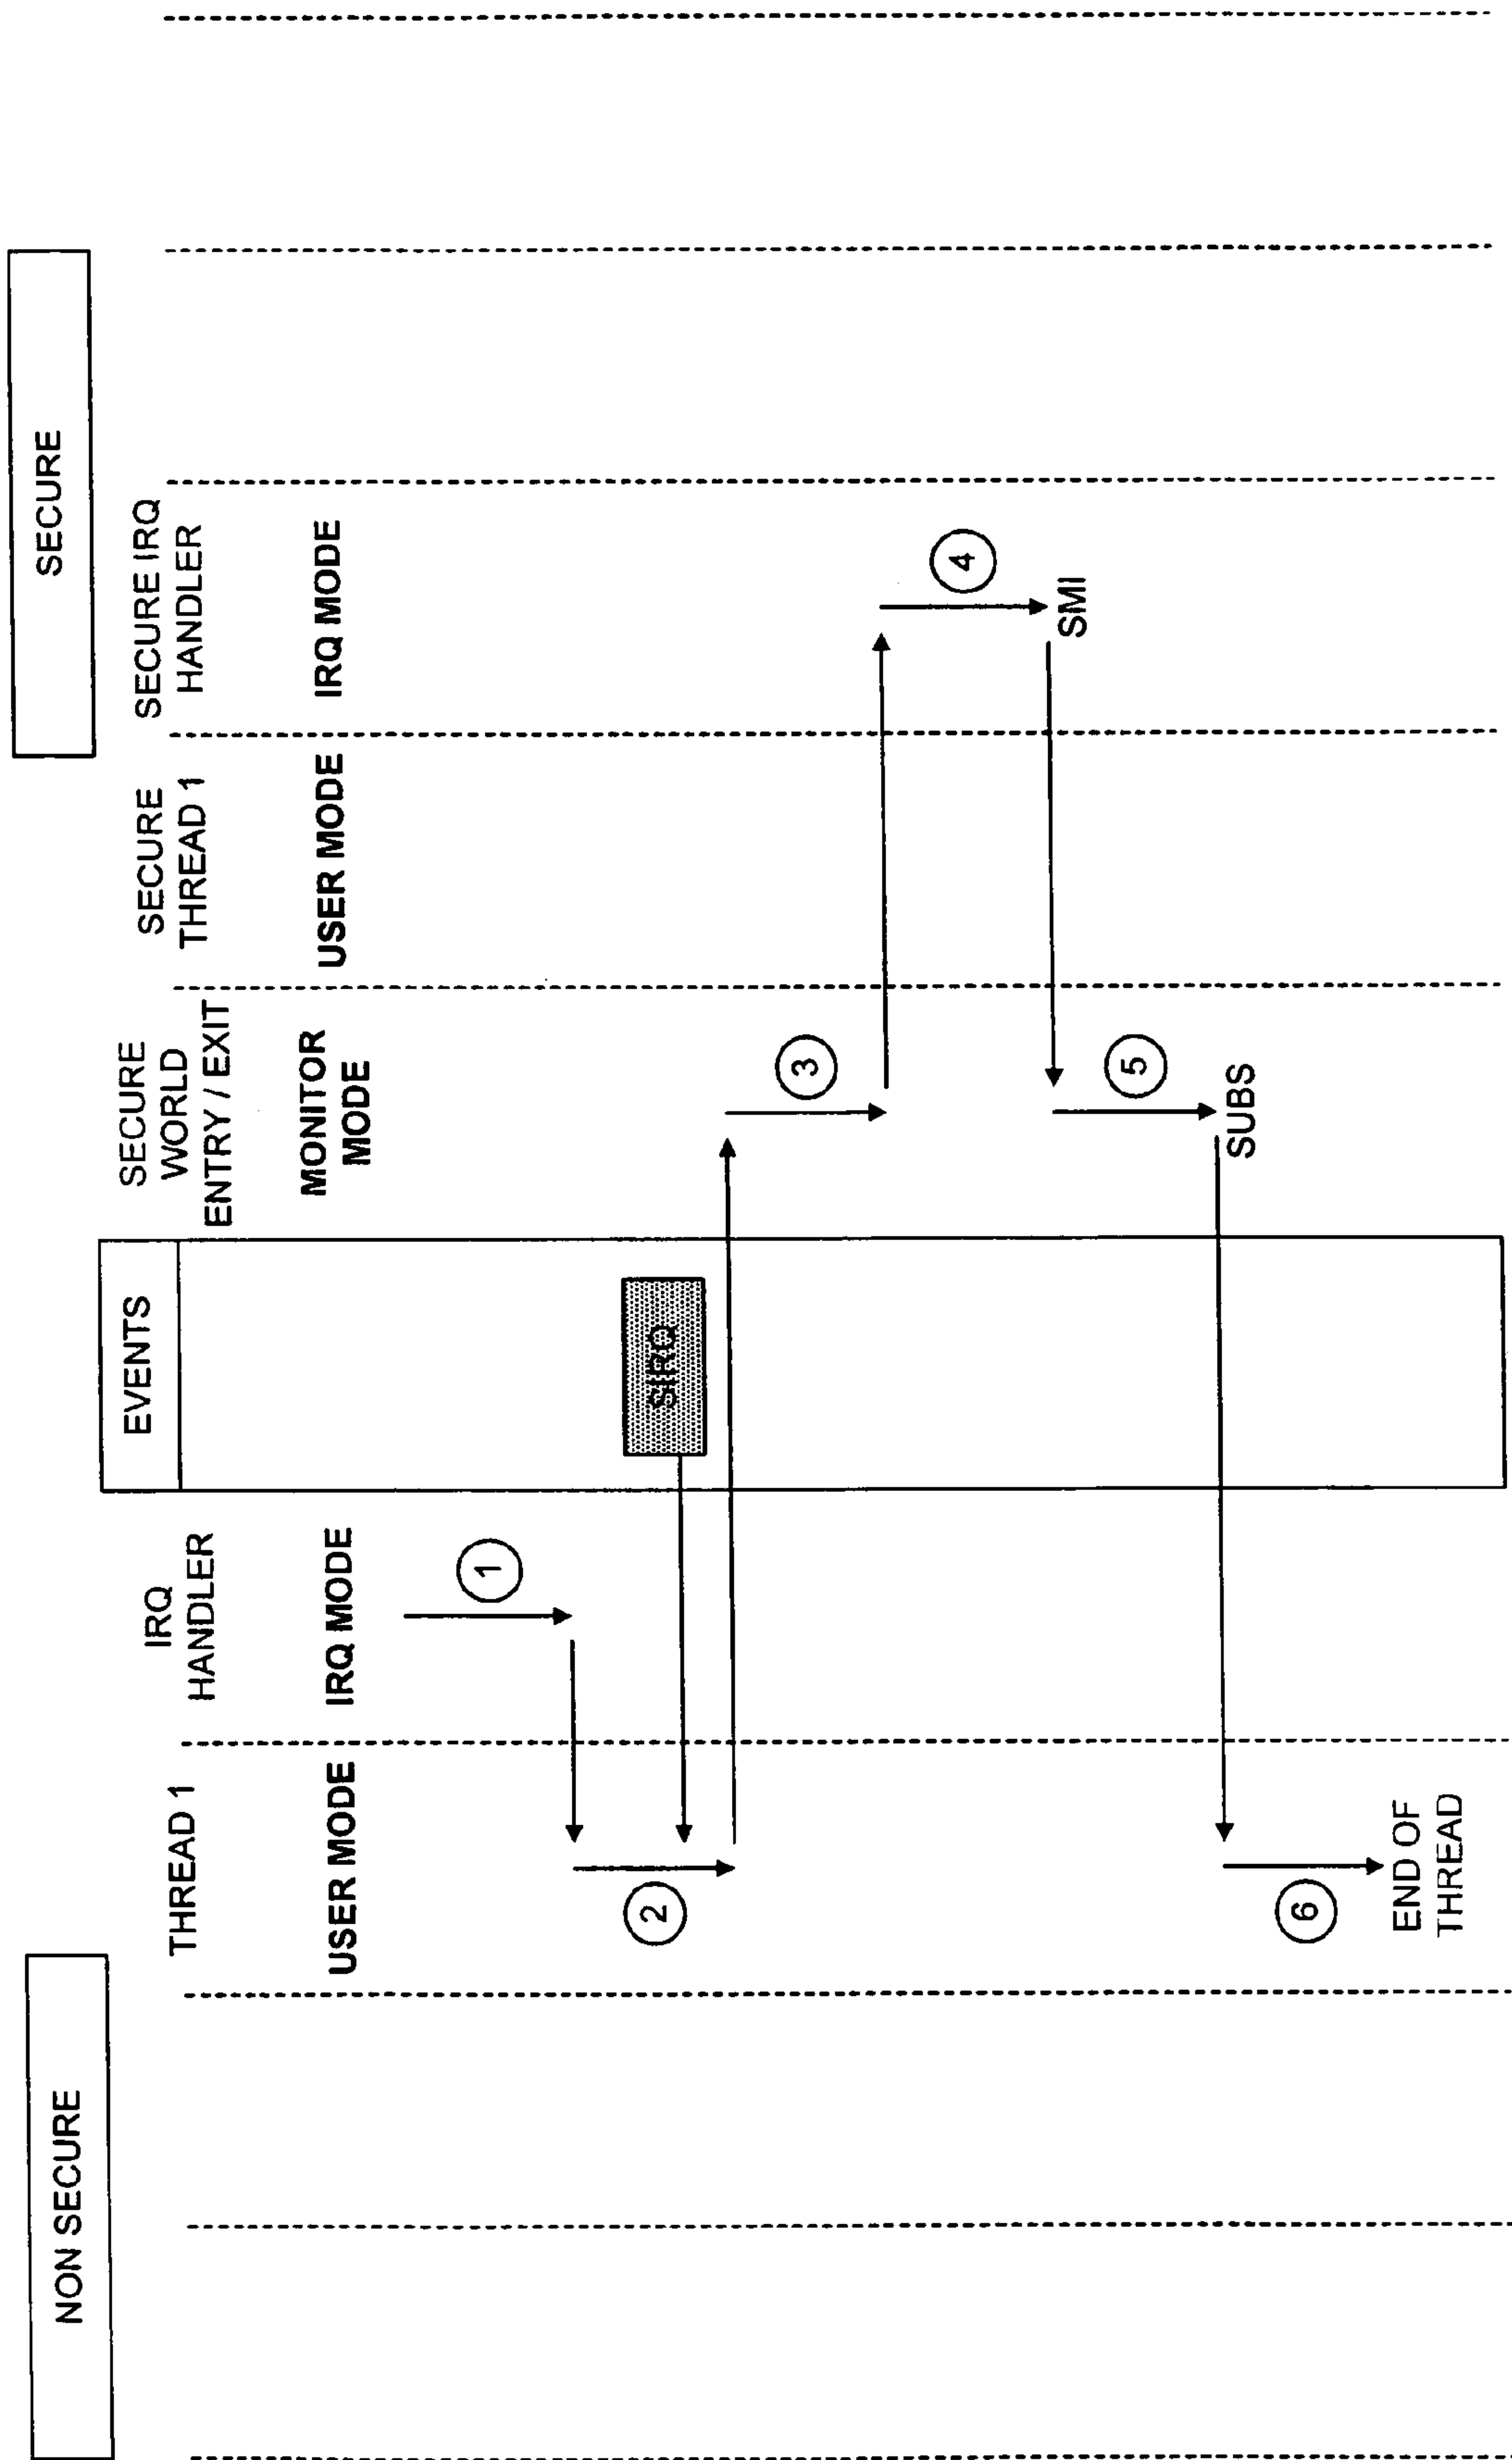 NON SECURE
SECURE
THREAD 1
USER MODE
IRQ
HANDLER
IRQ MODE
EVENTS
SECURE
WORLD
ENTRY / EXIT
MONITOR
MODE
SECURE
THREAD 1
USER MODE
SECURE IRQ
HANDLER
IRQ MODE
1
2
SIRQ
3
4
SMI
5
SUBS
6
END OF
THREAD